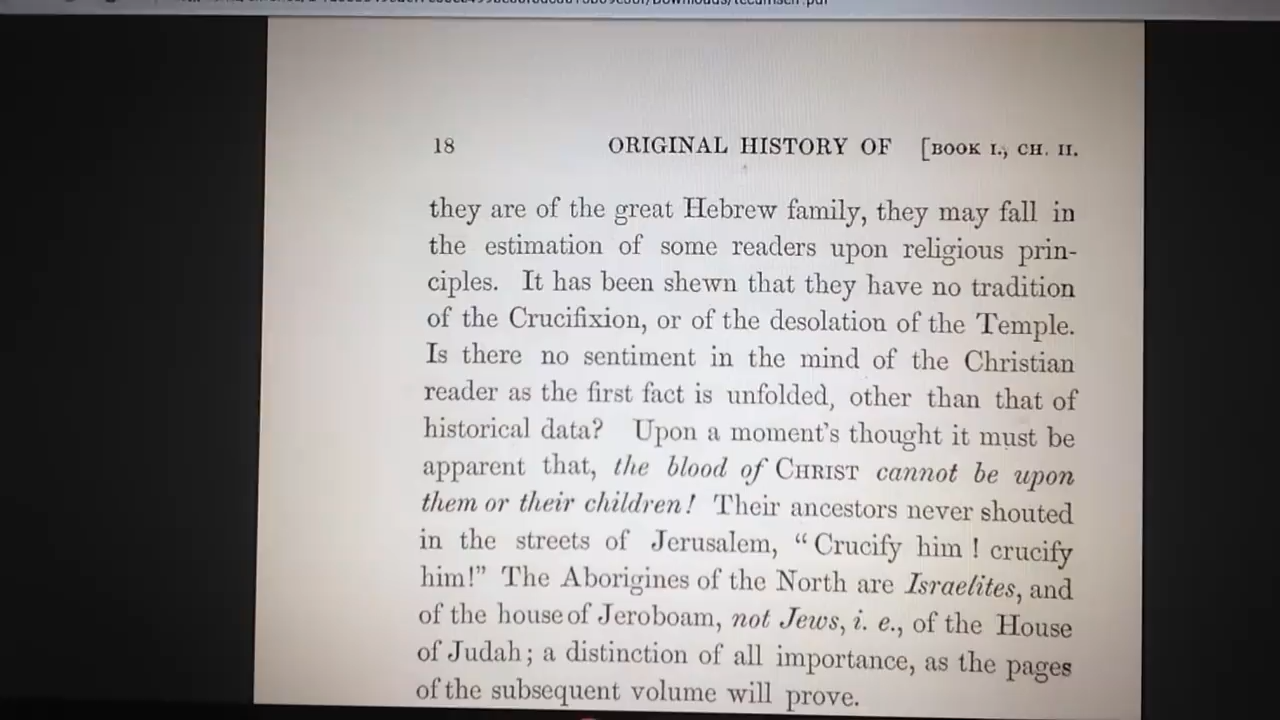 18 ORIGINAL HISTORY OF [BOOK I., CH. II.
they are of the great Hebrew family, they may fall in
the estimation of some readers upon religious prin-
ciples. It has been shewn that they have no tradition
of the Crucifixion, or of the desolation of the Temple.
Is there no sentiment in the mind of the Christian
reader as the first fact is unfolded, other than that of
historical data? Upon a moment's thought it must be
apparent that, the blood of CHRIST cannot be upon
them or their children! Their ancestors never shouted
in the streets of Jerusalem, “Crucify him! crucify
him!” The Aborigines of the North are Israelites, and
of the house of Jeroboam, not Jews, i. e., of the House
of Judah; a distinction of all importance, as the pages
of the subsequent volume will prove.